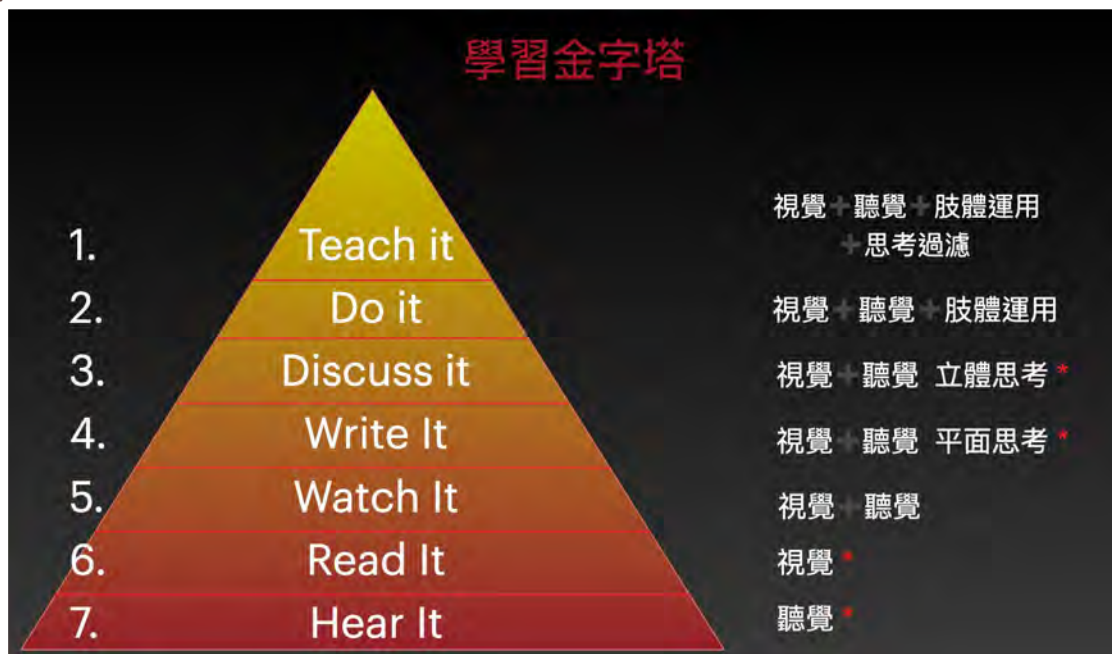 學習金字塔
1. Teach it 視覺+聽覺+肢體運用
+思考過濾
2. Do it 視覺+聽覺+肢體運用
3. Discuss it 視覺+聽覺 立體思考*
4. Write It 視覺+聽覺 平面思考*
5. Watch It 視覺+聽覺
6. Read It 視覺*
7. Hear It 聽覺*